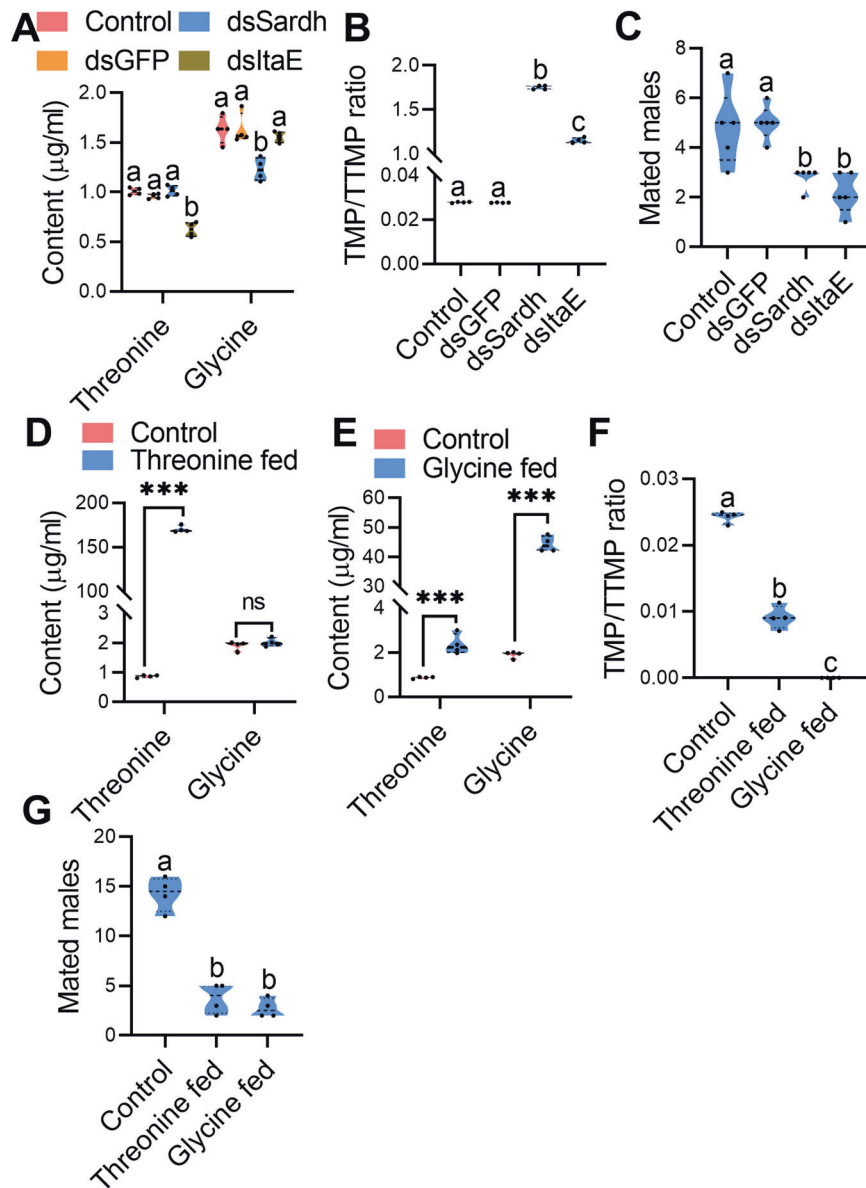 A
Control
dsSardh
dsGFP
dsltaE
Content (µg/ml)
2.0
1.5
1.0
0.5
0.0
a
a
a
b
a
a
b
a
Threonine
Glycine
B
TMP/TTMP ratio
2.0
1.5
1.0
0.04
0.02
0.00
a
a
b
c
Control
dsGFP
dsSardh
dsltaE
C
Mated males
8
6
4
2
0
a
a
b
b
Control
dsGFP
dsSardh
dsltaE
D
Control
Threonine fed
Content (µg/ml)
200
150
100
3
2
1
0
***
ns
Threonine
Glycine
E
Control
Glycine fed
Content (µg/ml)
60
50
40
30
4
2
0
***
***
Threonine
Glycine
F
TMP/TTMP ratio
0.03
0.02
0.01
0.00
a
b
c
Control
Threonine fed
Glycine fed
G
Mated males
20
15
10
5
0
a
b
b
Control
Threonine fed
Glycine fed